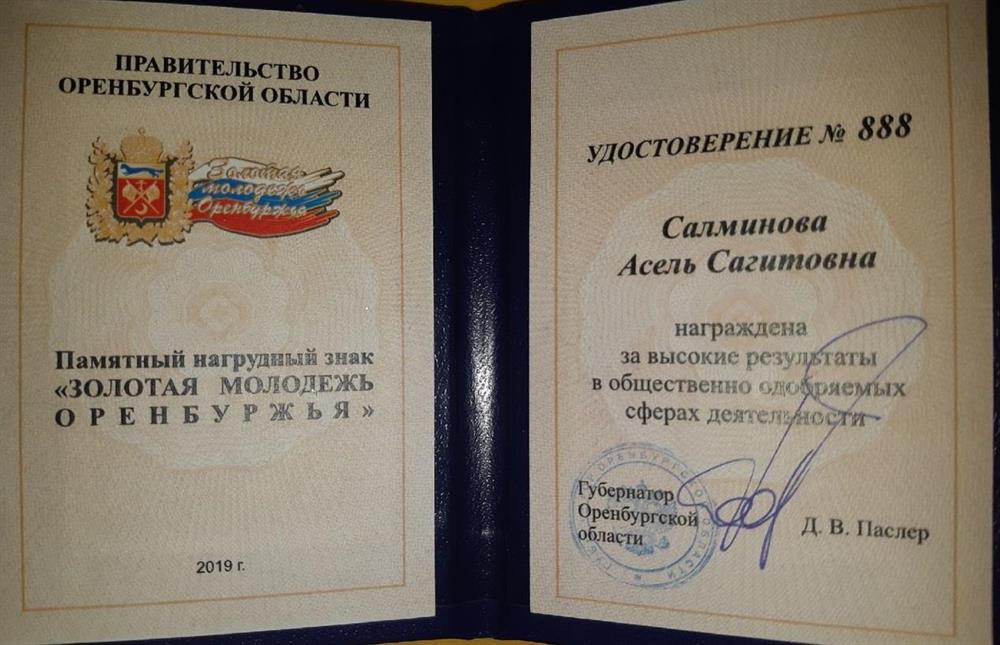 ПРАВИТЕЛЬСТВО
ОРЕНБУРГСКОЙ ОБЛАСТИ
Золотая
молодежь
Оренбуржья
Памятный нагрудный знак
«ЗОЛОТАЯ МОЛОДЕЖЬ
ОРЕНБУРЖЬЯ»
2019 г.
УДОСТОВЕРЕНИЕ № 888
Салминова
Асель Сагитовна
награждена
за высокие результаты
в общественно одобряемых
сферах деятельности
Губернатор
Оренбургской
области
Д. В. Паслер